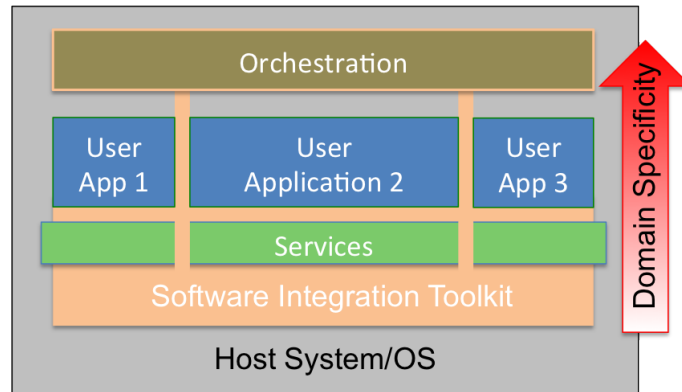 Orchestration
User
App 1
User
Application 2
User
App 3
Services
Software Integration Toolkit
Host System/OS
Domain Specificity